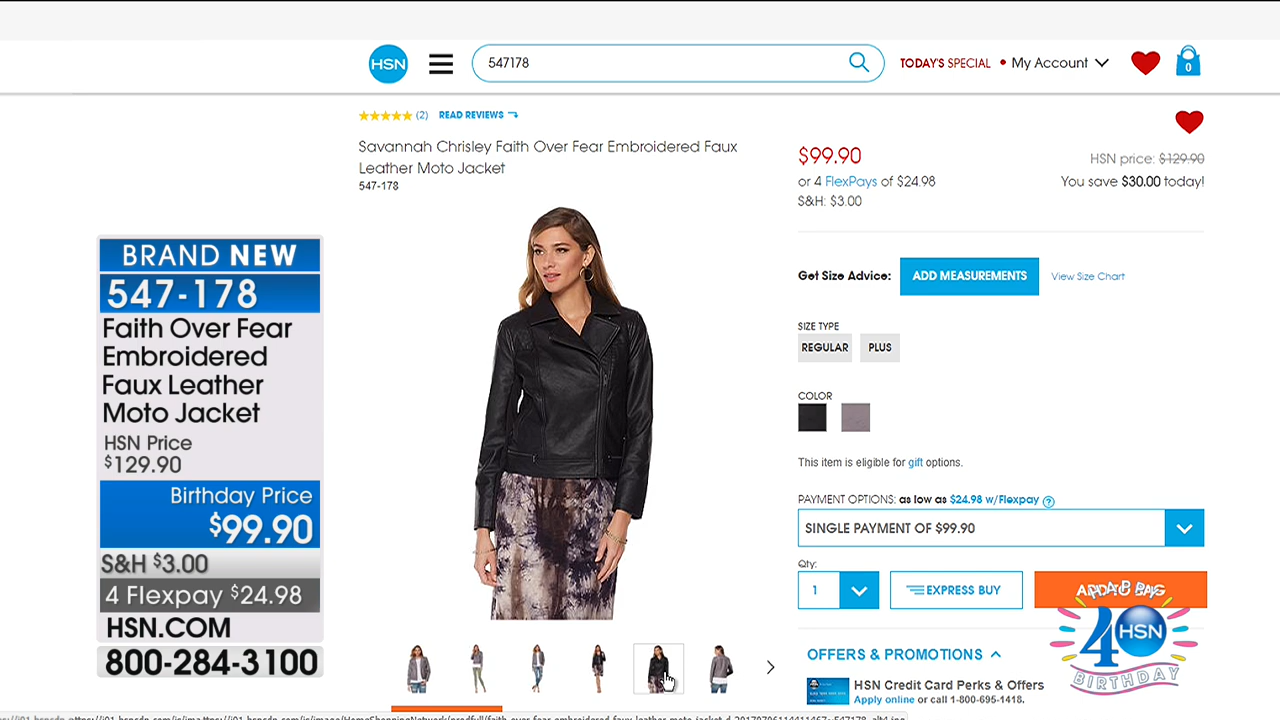 HSN
547178
TODAY'S SPECIAL • My Account
0
(2) READ REVIEWS
Savannah Chrisley Faith Over Fear Embroidered Faux
Leather Moto Jacket
547-178
$99.90
HSN price: $129.90
or 4 FlexPays of $24.98
You save $30.00 today!
S&H: $3.00
BRAND NEW
547-178
Faith Over Fear
Embroidered
Faux Leather
Moto Jacket
HSN Price
$129.90
Birthday Price
$99.90
S&H $3.00
4 Flexpay $24.98
HSN.COM
800-284-3100
Get Size Advice: ADD MEASUREMENTS View Size Chart
SIZE TYPE
REGULAR PLUS
COLOR
This item is eligible for gift options.
PAYMENT OPTIONS: as low as $24.98 w/Flexpay ?
SINGLE PAYMENT OF $99.90
Qty:
1
EXPRESS BUY
BAG
40 HSN
BIRTHDAY
OFFERS & PROMOTIONS
HSN Credit Card Perks & Offers
Apply online or call 1-800-695-1418.